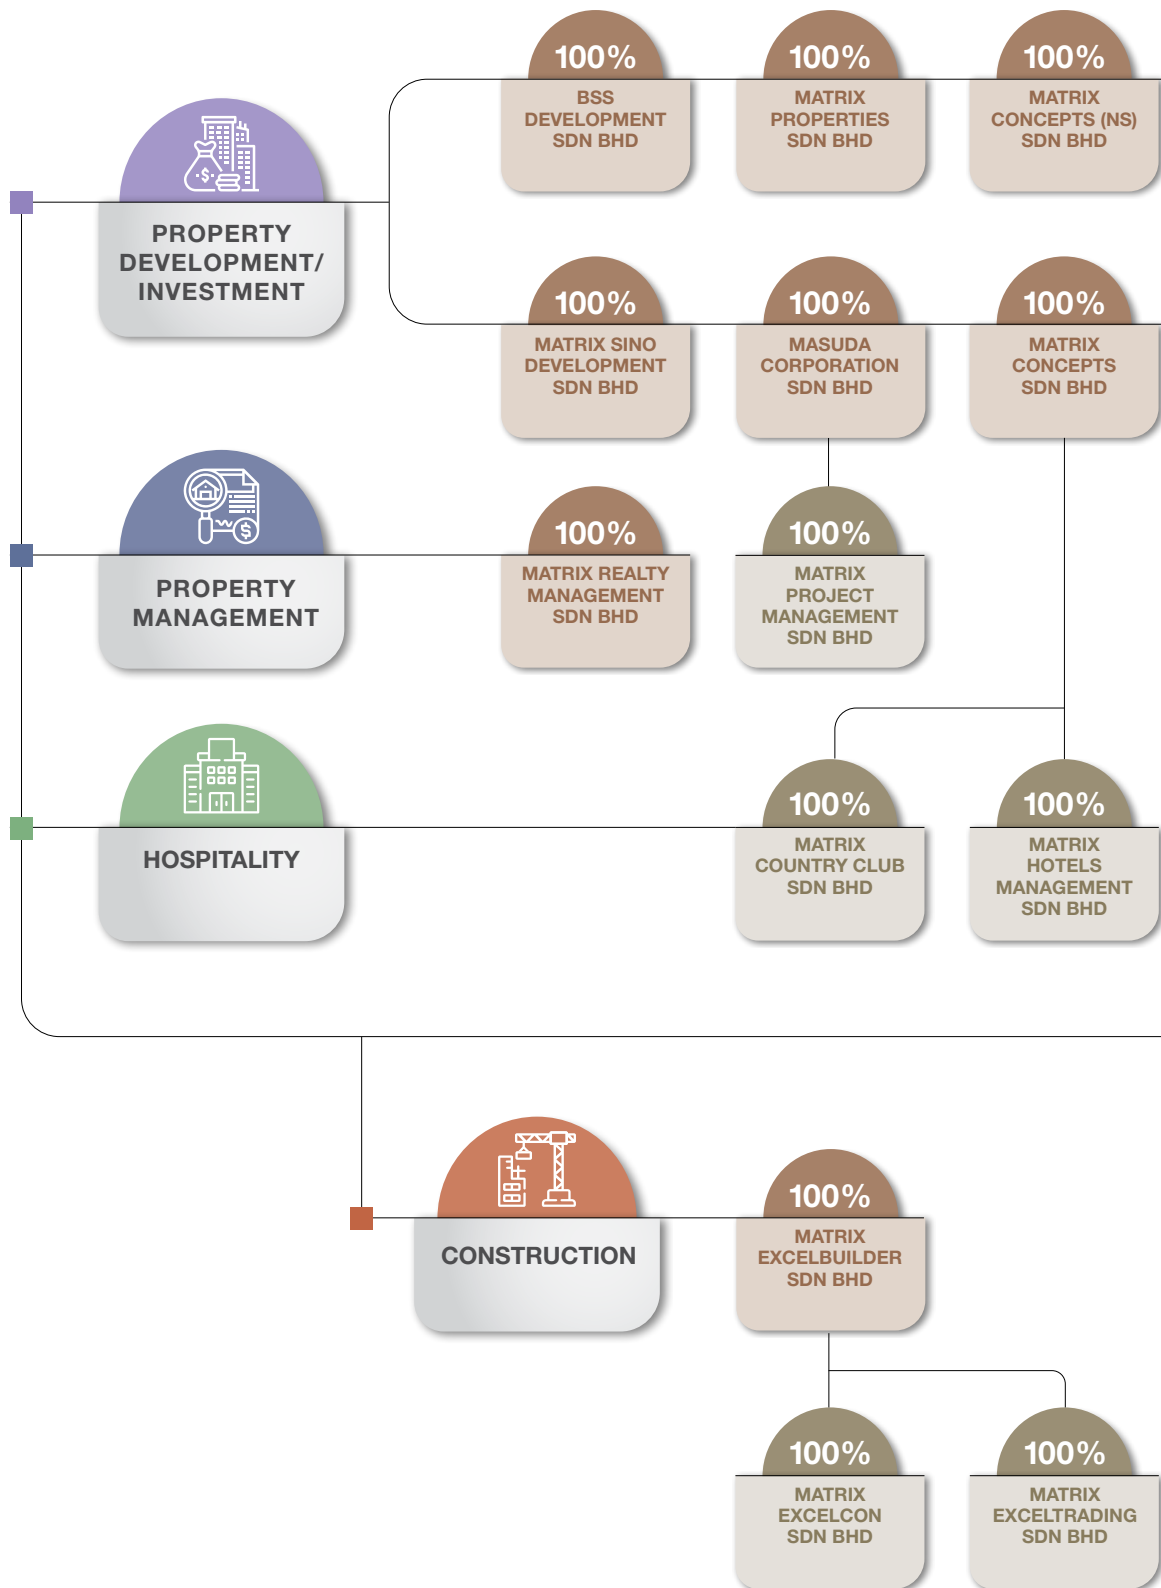 100%
BSS
DEVELOPMENT
SDN BHD
100%
MATRIX
PROPERTIES
SDN BHD
100%
MATRIX
CONCEPTS (NS)
SDN BHD
PROPERTY
DEVELOPMENT/
INVESTMENT
100%
MATRIX SINO
DEVELOPMENT
SDN BHD
100%
MASUDA
CORPORATION
SDN BHD
100%
MATRIX
CONCEPTS
SDN BHD
PROPERTY
MANAGEMENT
100%
MATRIX REALTY
MANAGEMENT
SDN BHD
100%
MATRIX
PROJECT
MANAGEMENT
SDN BHD
HOSPITALITY
100%
MATRIX
COUNTRY CLUB
SDN BHD
100%
MATRIX
HOTELS
MANAGEMENT
SDN BHD
CONSTRUCTION
100%
MATRIX
EXCELBUILDER
SDN BHD
100%
MATRIX
EXCELCON
SDN BHD
100%
MATRIX
EXCELTRADING
SDN BHD